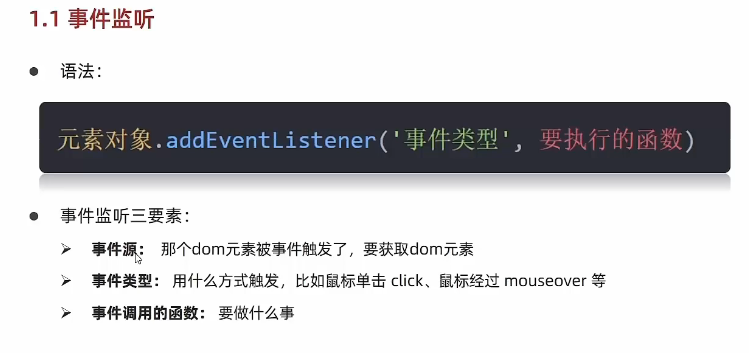 1.1 事件监听
语法：
元素对象.addEventListener('事件类型', 要执行的函数)
事件监听三要素：
事件源： 那个dom元素被事件触发了，要获取dom元素
事件类型： 用什么方式触发，比如鼠标单击 click、鼠标经过 mouseover 等
事件调用的函数： 要做什么事